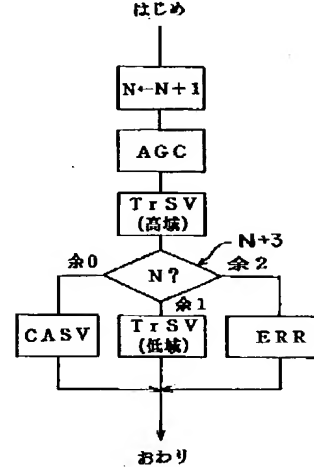 はじめ
N←N+1
AGC
TrSV
(高域)
N+3
余0
N?
余2
余1
CASV
TrSV
(低域)
ERR
おわり